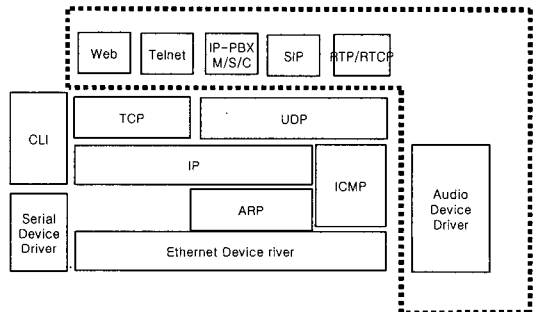 Web
Telnet
IP-PBX
M/S/C
SIP
RTP/RTCP
CLI
TCP
UDP
IP
ICMP
ARP
Serial
Device
Driver
Ethernet Device river
Audio
Device
Driver